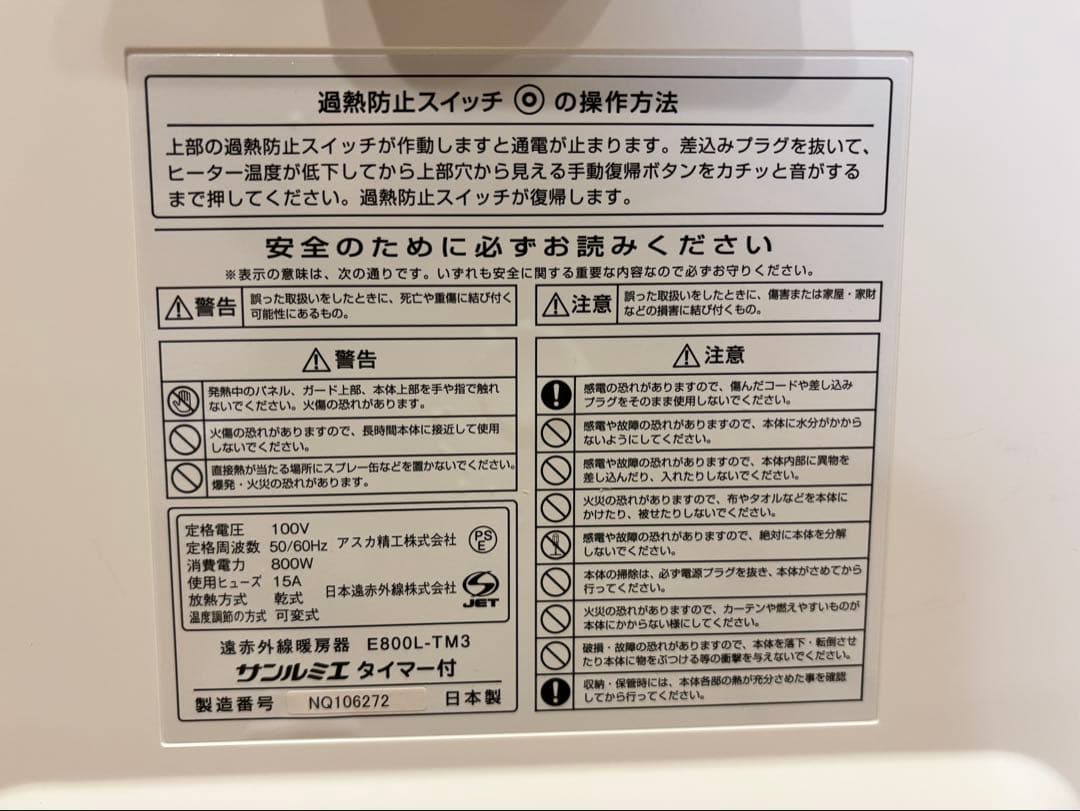 過熱防止スイッチ ◎ の操作方法
上部の過熱防止スイッチが作動しますと通電が止まります。差込みプラグを抜いて、
ヒーター温度が低下してから上部穴から見える手動復帰ボタンをカチッと音がする
まで押してください。過熱防止スイッチが復帰します。
安全のために必ずお読みください
※表示の意味は、次の通りです。いずれも安全に関する重要な内容なので必ずお守りください。
警告
誤った取扱いをしたときに、死亡や重傷に結び付く
可能性にあるもの。
注意
誤った取扱いをしたときに、傷害または家屋・家財
などの損害に結び付くもの。
警告
発熱中のパネル、ガード上部、本体上部を手や指で触れ
ないでください。火傷の恐れがあります。
火傷の恐れがありますので、長時間本体に接近して使用
しないでください。
直接熱が当たる場所にスプレー缶などを置かないでください。
爆発・火災の恐れがあります。
定格電圧 100V
定格周波数 50/60Hz
消費電力 800W
使用ヒューズ 15A
放熱方式 乾式
温度調節の方式 可変式
アスカ精工株式会社
PS
E
日本遠赤外線株式会社
JET
遠赤外線暖房器 E800L-TM3
サンルミエ タイマー付
製造番号 NQ106272 日本製
注意
感電の恐れがありますので、傷んだコードや差し込み
プラグをそのまま使用しないでください。
感電や故障の恐れがありますので、本体に水分がかから
ないようにしてください。
感電や故障の恐れがありますので、本体内部に異物を
差し込んだり、入れたりしないでください。
火災の恐れがありますので、布やタオルなどを本体に
かけたり、被せたりしないでください。
感電や故障の恐れがありますので、絶対に本体を分解
しないでください。
本体の掃除は、必ず電源プラグを抜き、本体がさめてから
行ってください。
火災の恐れがありますので、カーテンや燃えやすいものが
本体にかからない様にしてください。
破損・故障の恐れがありますので、本体を落下・転倒させ
たり本体に物をぶつける等の衝撃を与えないでください。
収納・保管時には、本体各部の熱が充分さめた事を確認
してから行ってください。